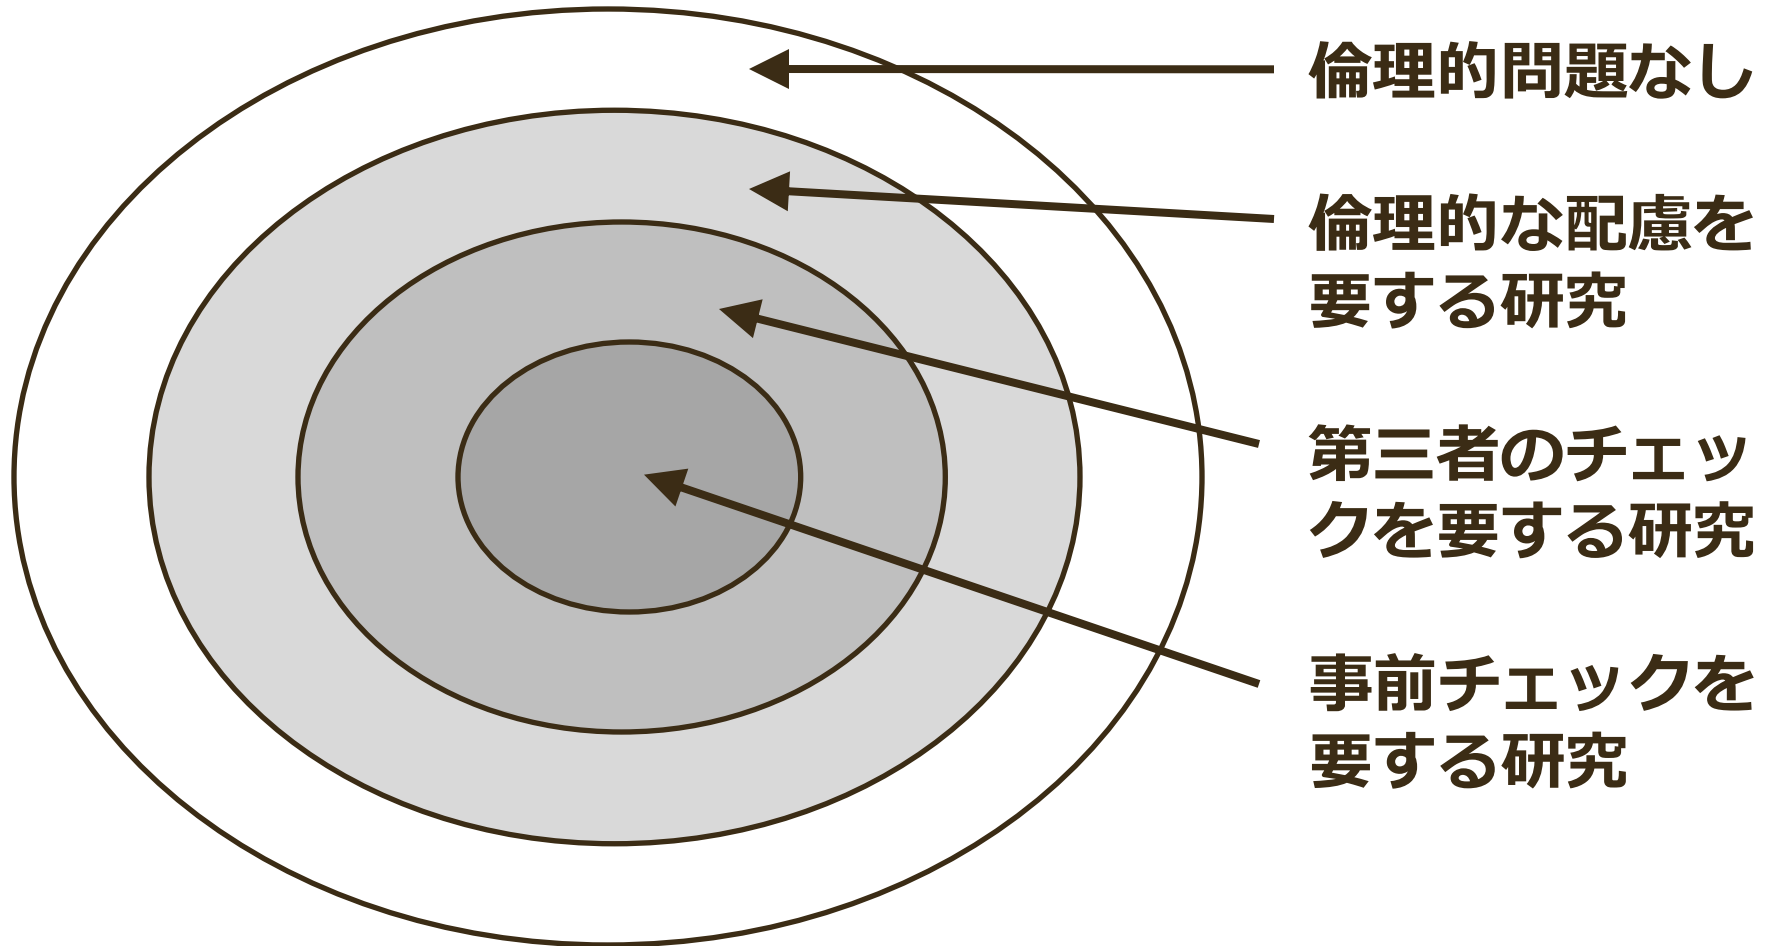 倫理的問題なし
倫理的な配慮を
要する研究
第三者のチェッ
クを要する研究
事前チェックを
要する研究